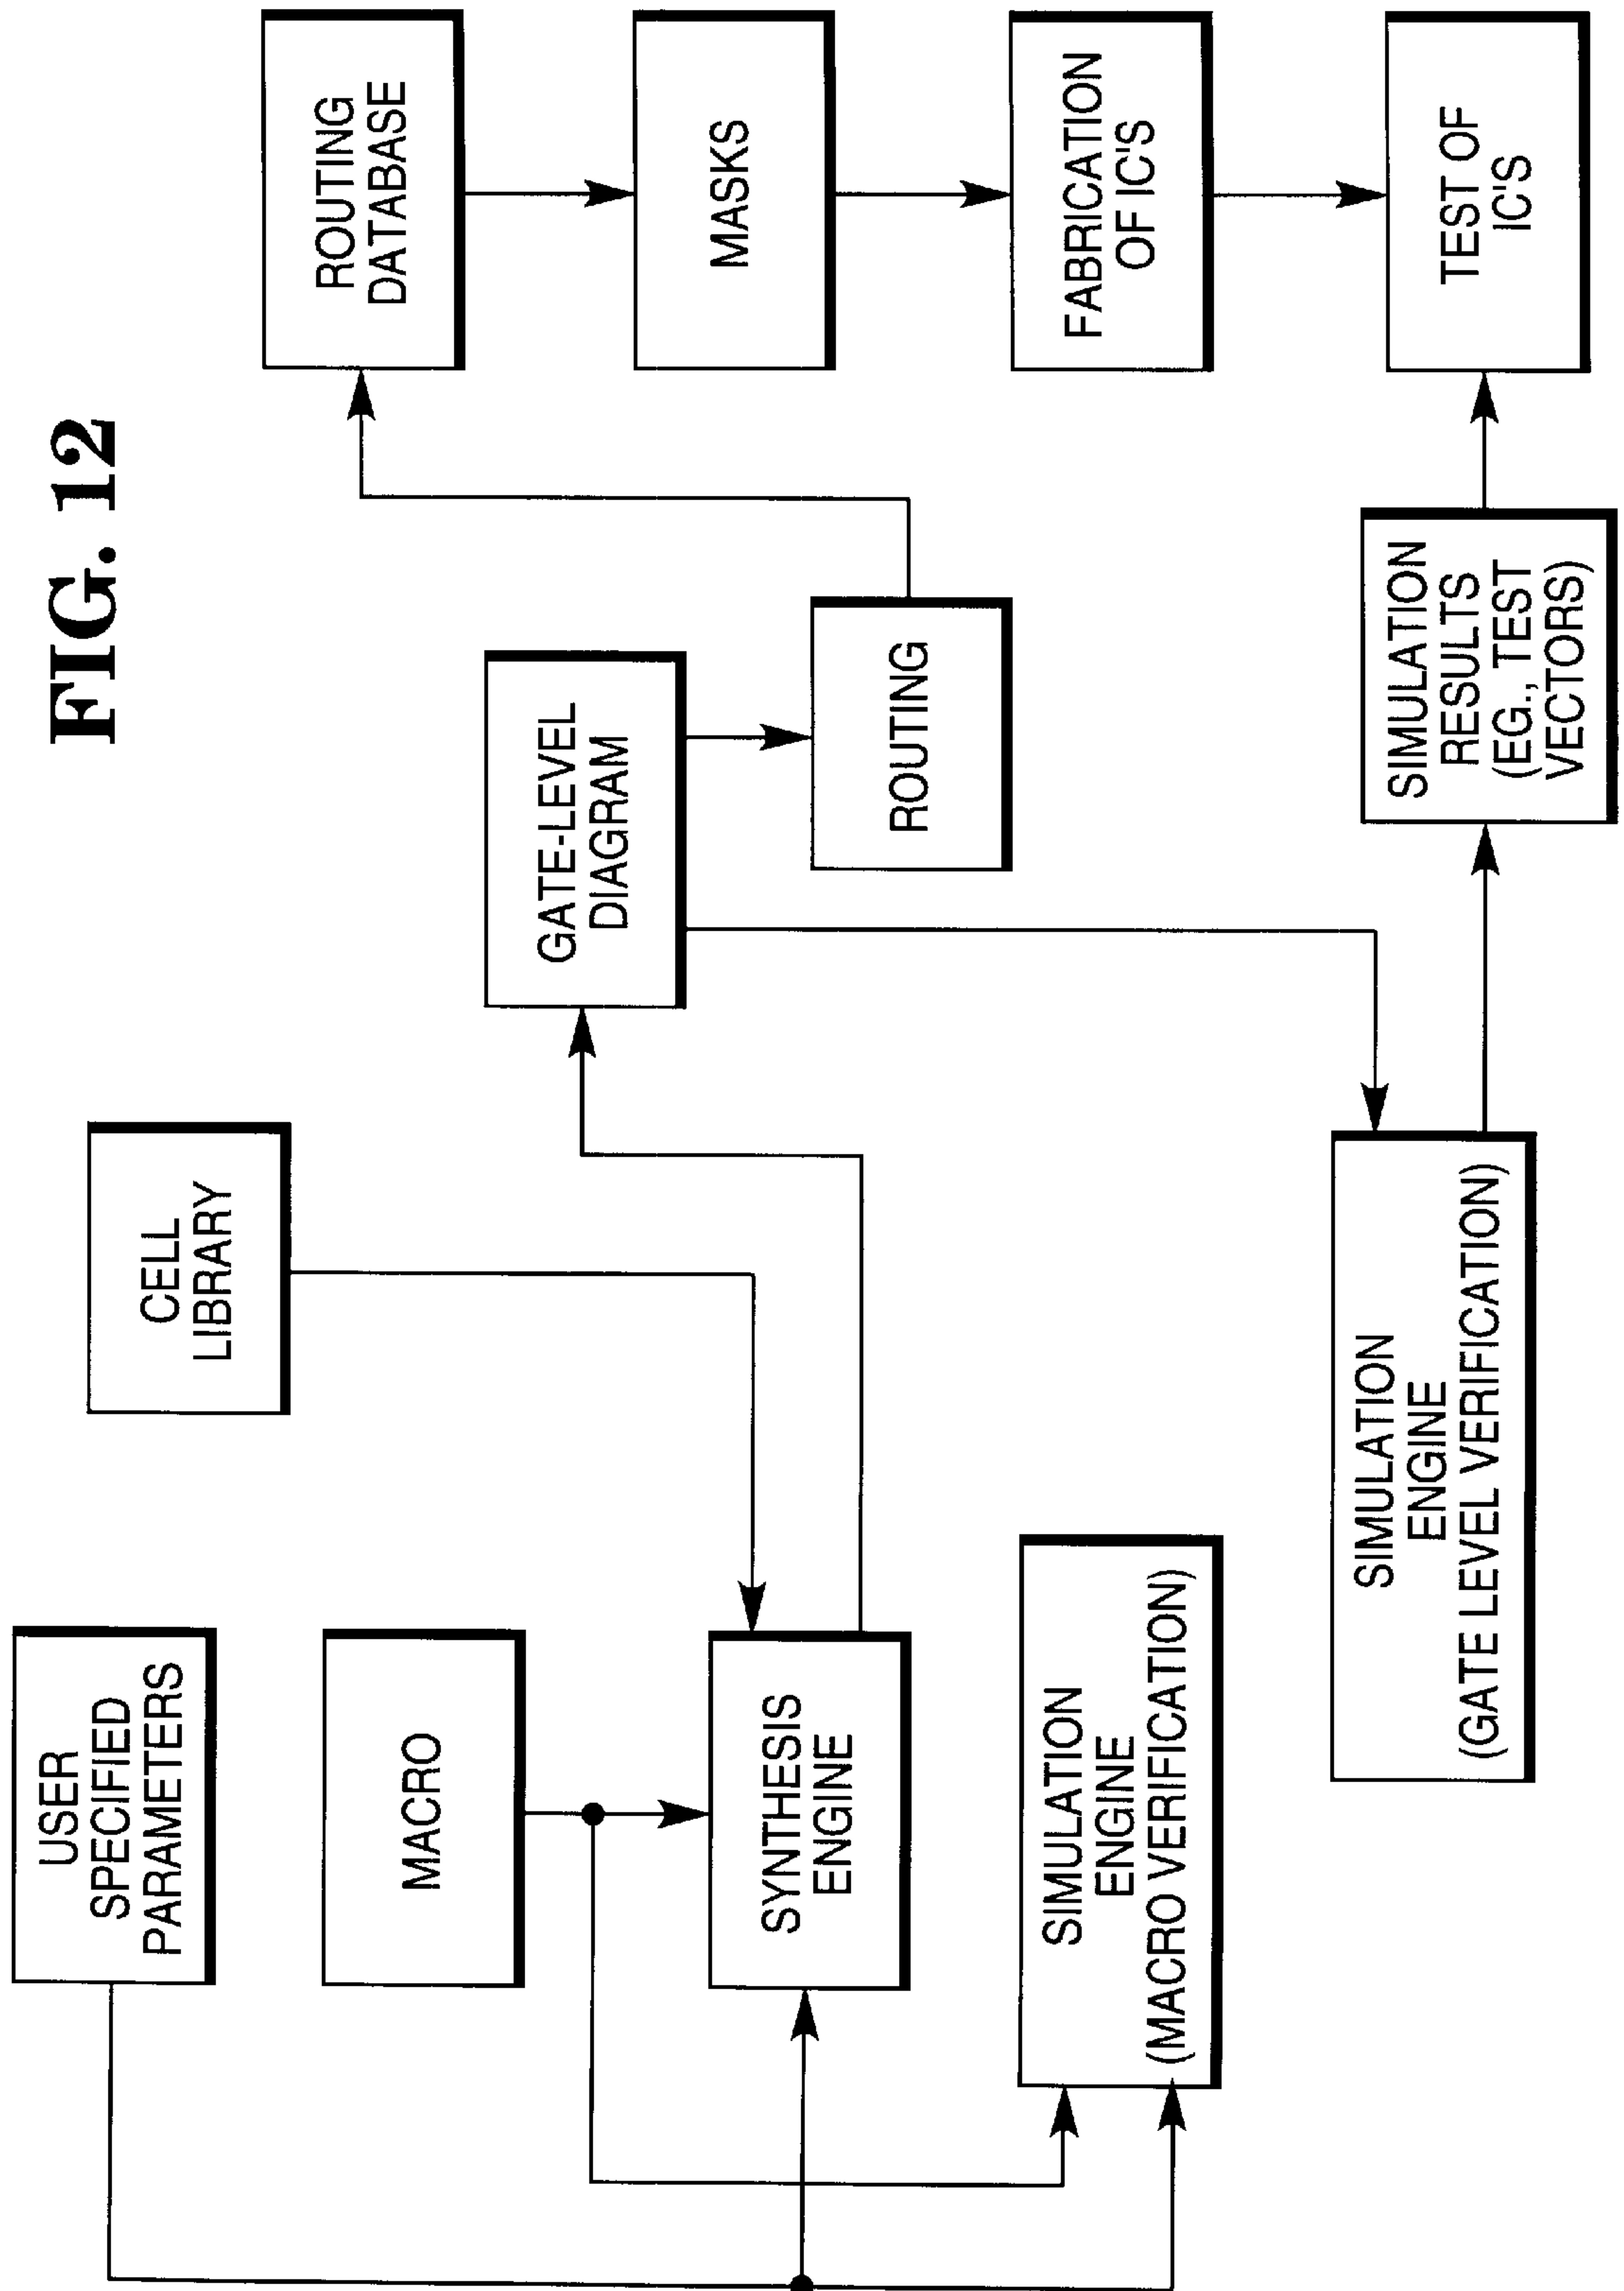 FIG. 12
USER
SPECIFIED
PARAMETERS
MACRO
SYNTHESIS
ENGINE
SIMULATION
ENGINE
(MACRO VERIFICATION)
CELL
LIBRARY
GATE-LEVEL
DIAGRAM
ROUTING
SIMULATION
ENGINE
(GATE LEVEL VERIFICATION)
SIMULATION
RESULTS
(EG., TEST
VECTORS)
ROUTING
DATABASE
MASKS
FABRICATION
OF IC'S
TEST OF
IC'S